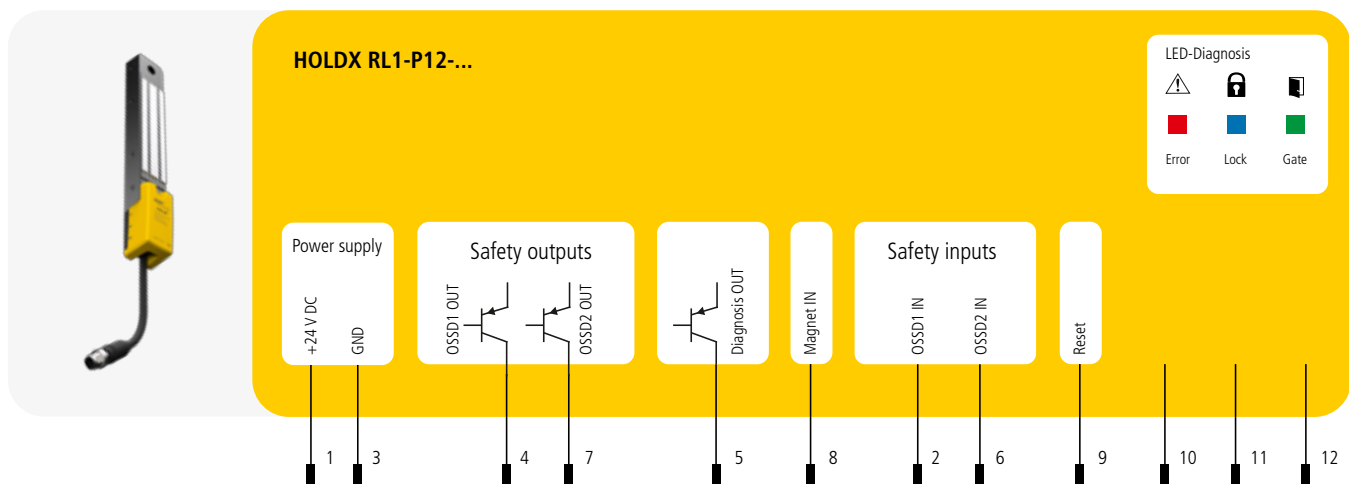 HOLDX RL1-P12-...
LED-Diagnosis
Error
Lock
Gate
Power supply
+24 V DC
GND
Safety outputs
OSSD1 OUT
OSSD2 OUT
Diagnosis OUT
Magnet IN
Safety inputs
OSSD1 IN
OSSD2 IN
Reset
1
3
4
7
5
8
2
6
9
10
11
12